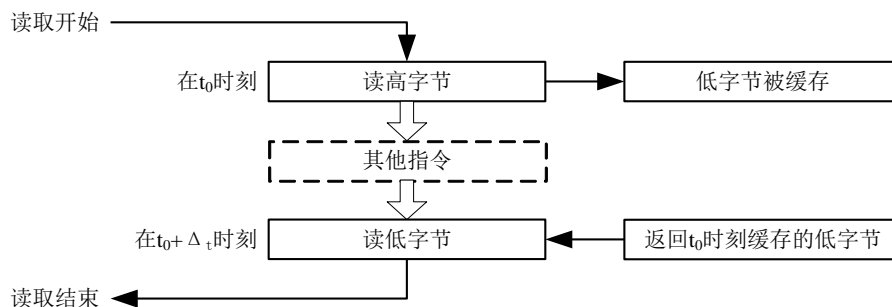 读取开始
在t₀时刻
读高字节
低字节被缓存
其他指令
在t₀+Δₜ时刻
读低字节
返回t₀时刻缓存的低字节
读取结束